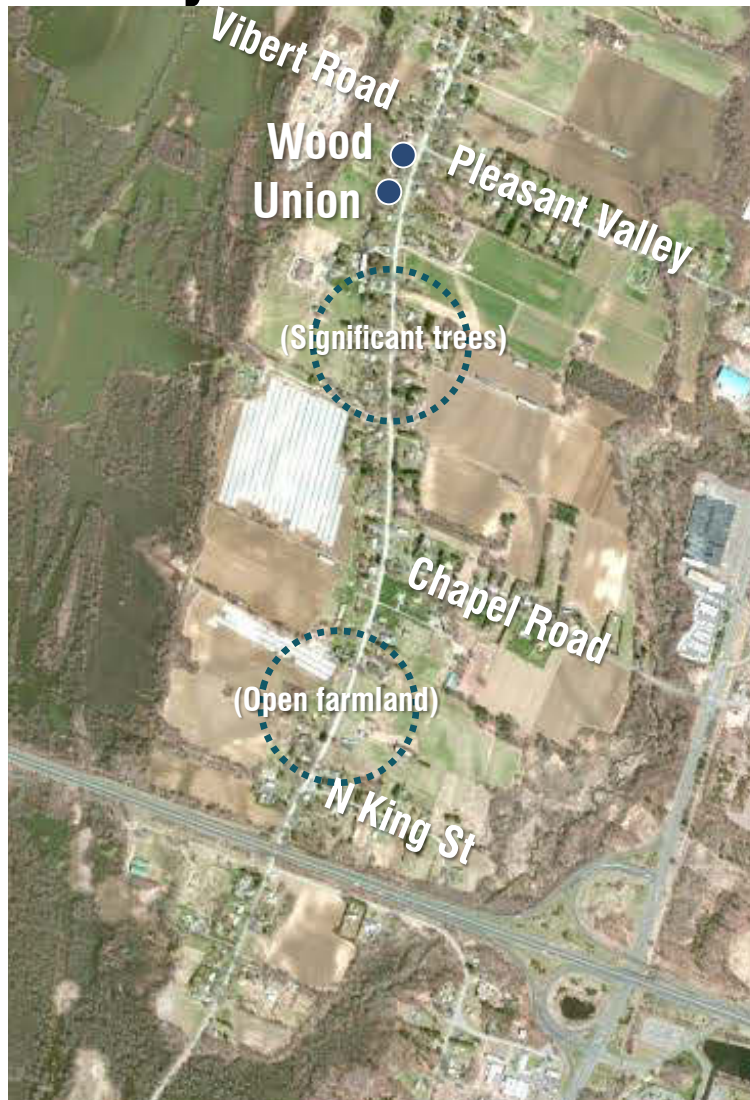 Vibert Road
Wood
Pleasant Valley
Union
(Significant trees)
Chapel Road
(Open farmland)
N King St